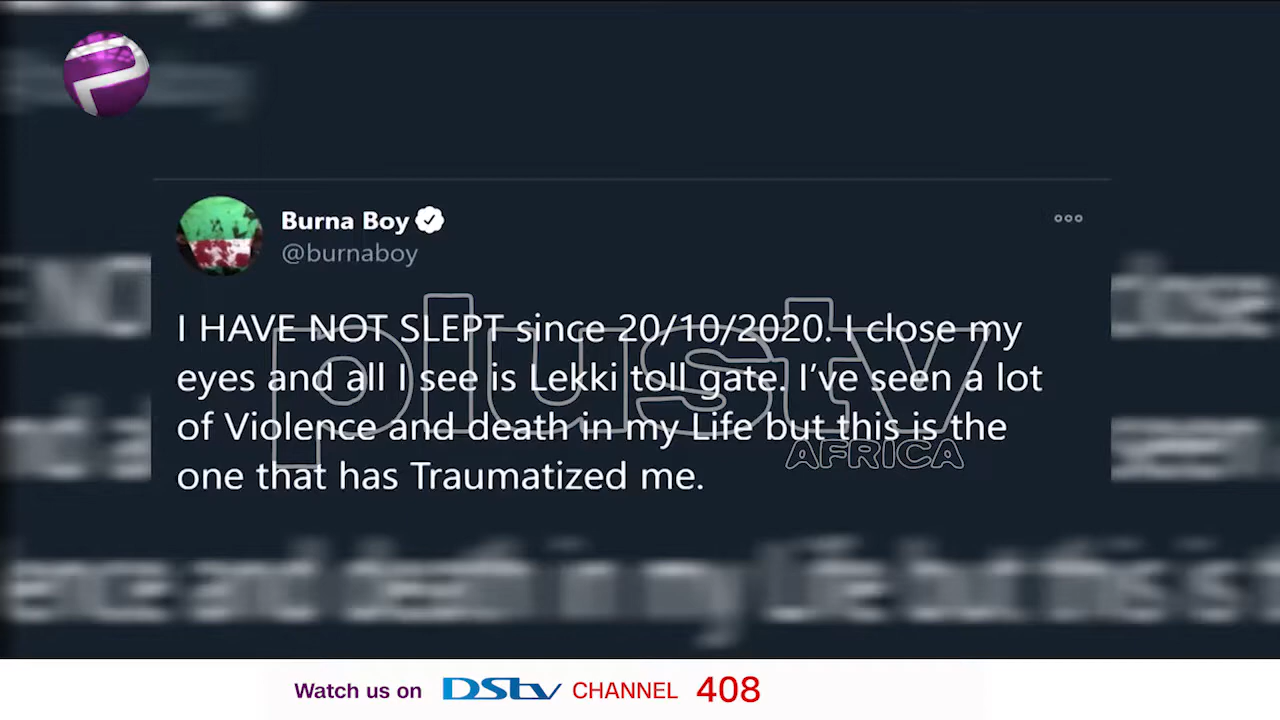 Burna Boy
@burnaboy
I HAVE NOT SLEPT since 20/10/2020. I close my
eyes and all I see is Lekki toll gate. I've seen a lot
of Violence and death in my Life but this is the
one that has Traumatized me.
plustv
AFRICA
Watch us on DStv CHANNEL 408